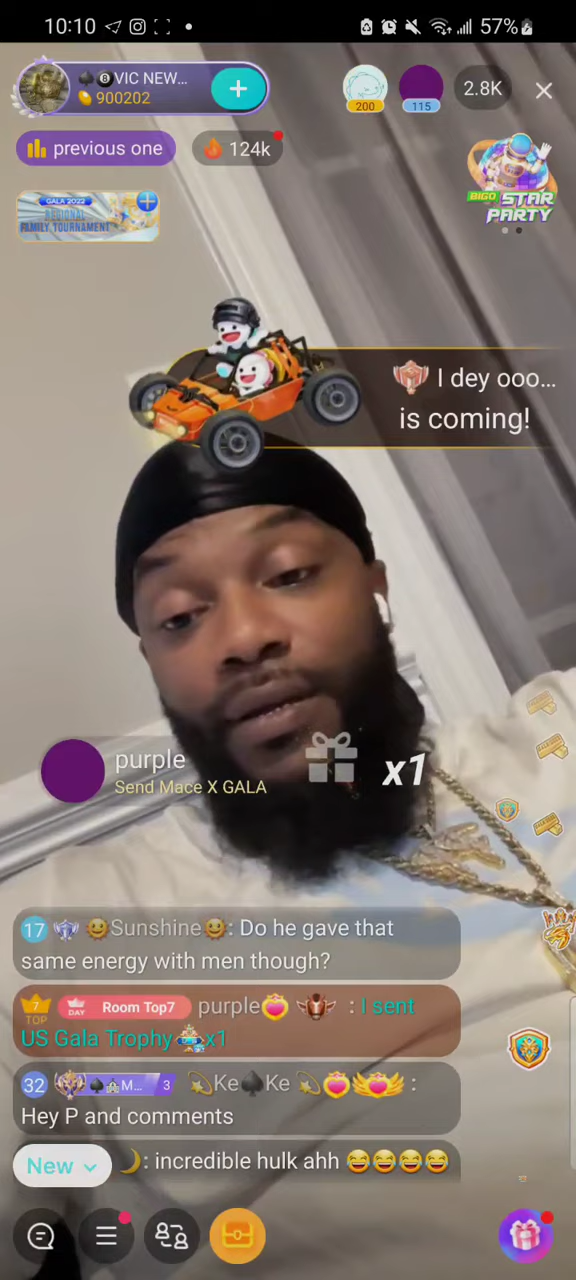 10:10
57%
♠🎱VIC NEW...
900202
200
115
2.8K
previous one
124k
GALA 2022
REGIONAL
FAMILY TOURNAMENT
BIGO STAR
PARTY
I dey ooo...
is coming!
purple
Send Mace X GALA
x1
17 🌞Sunshine🌞: Do he gave that
same energy with men though?
7 TOP DAY Room Top7 purple : I sent
US Gala Trophy x1
32 ♠ M... 3 💫Ke♠Ke 💫 :
Hey P and comments
New
🌙: incredible hulk ahh 😂😂😂😂